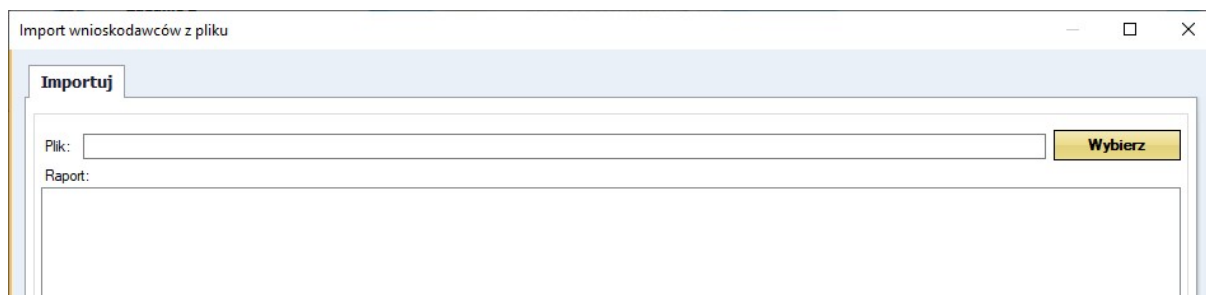 Import wnioskodawców z pliku
Importuj
Plik:
Wybierz
Raport: